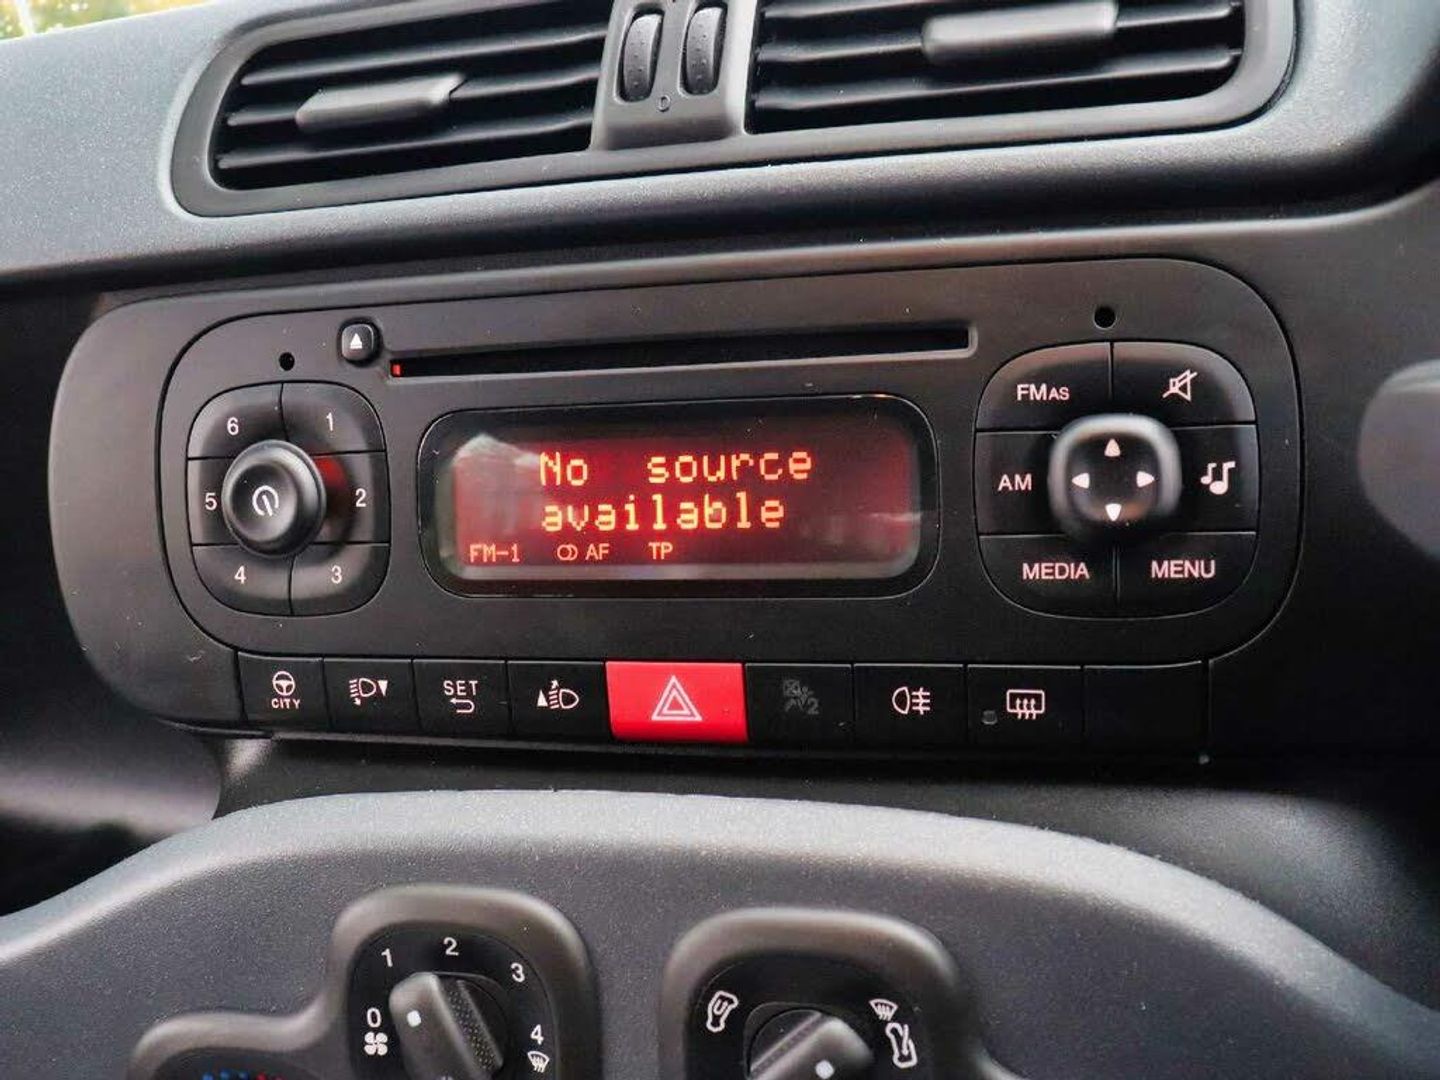 6 1
5 2
4 3
No source
available
FM-1 AF TP
FMAS
AM
MEDIA MENU
CITY
SET
2
0 1 2 3 4